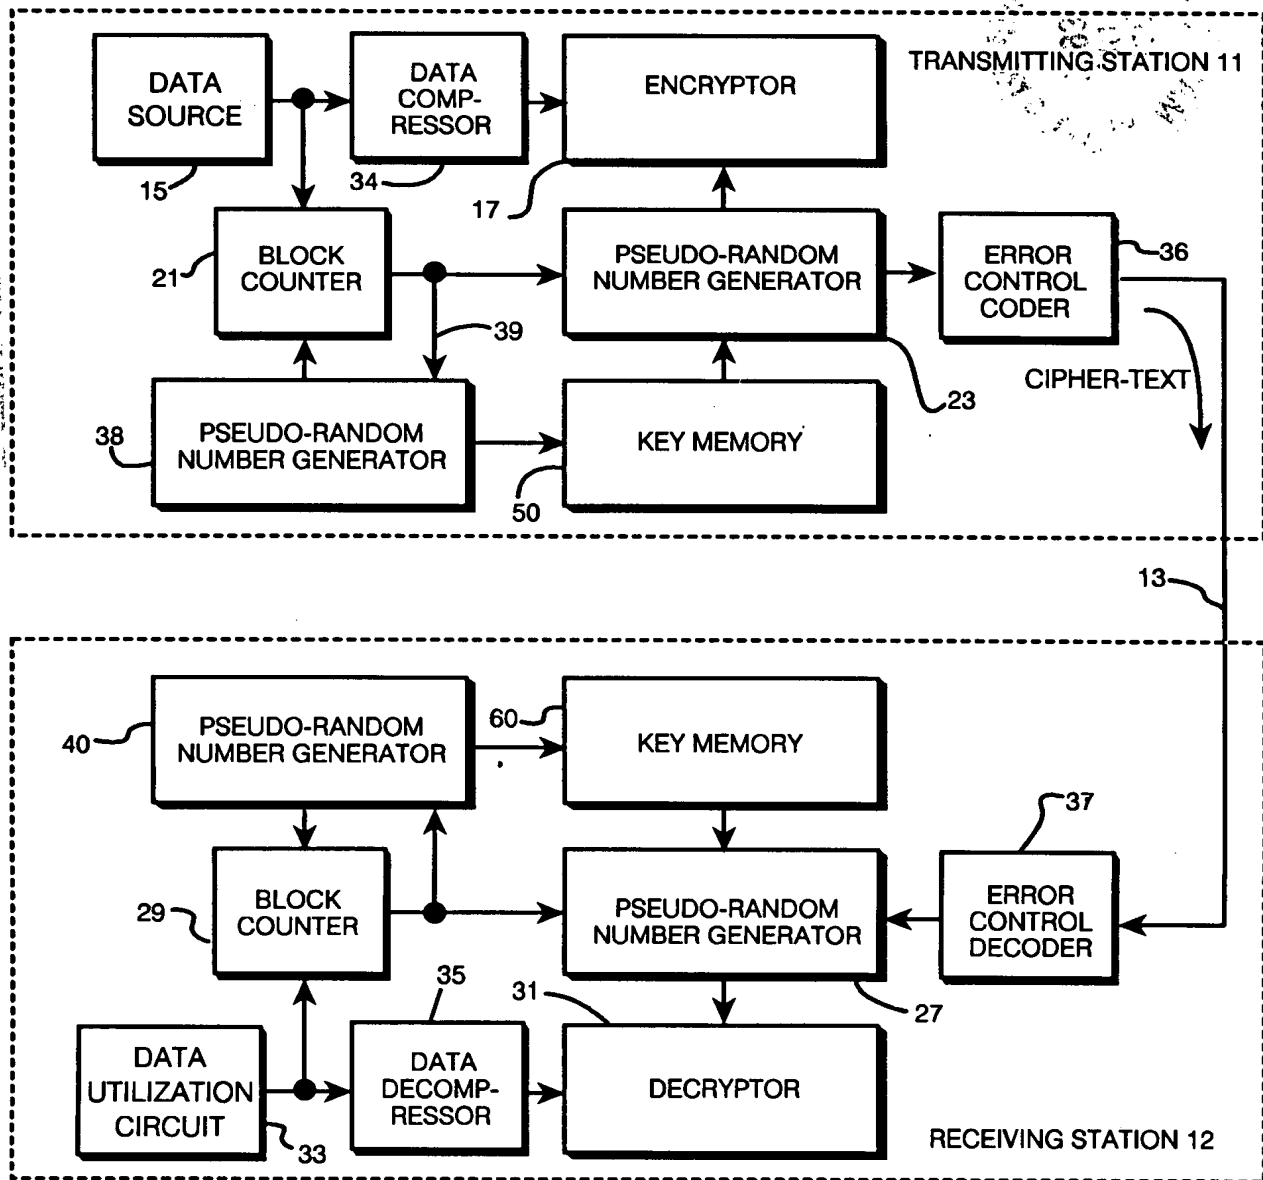 TRANSMITTING STATION 11
DATA
SOURCE
15
DATA
COMP-
RESSOR
34
ENCRYPTOR
17
BLOCK
COUNTER
21
PSEUDO-RANDOM
NUMBER GENERATOR
23
ERROR
CONTROL
CODER
36
39
CIPHER-TEXT
PSEUDO-RANDOM
NUMBER GENERATOR
38
KEY MEMORY
50
13
PSEUDO-RANDOM
NUMBER GENERATOR
40
KEY MEMORY
60
BLOCK
COUNTER
29
PSEUDO-RANDOM
NUMBER GENERATOR
27
ERROR
CONTROL
DECODER
37
DATA
UTILIZATION
CIRCUIT
33
DATA
DECOMP-
RESSOR
35
DECRYPTOR
31
RECEIVING STATION 12